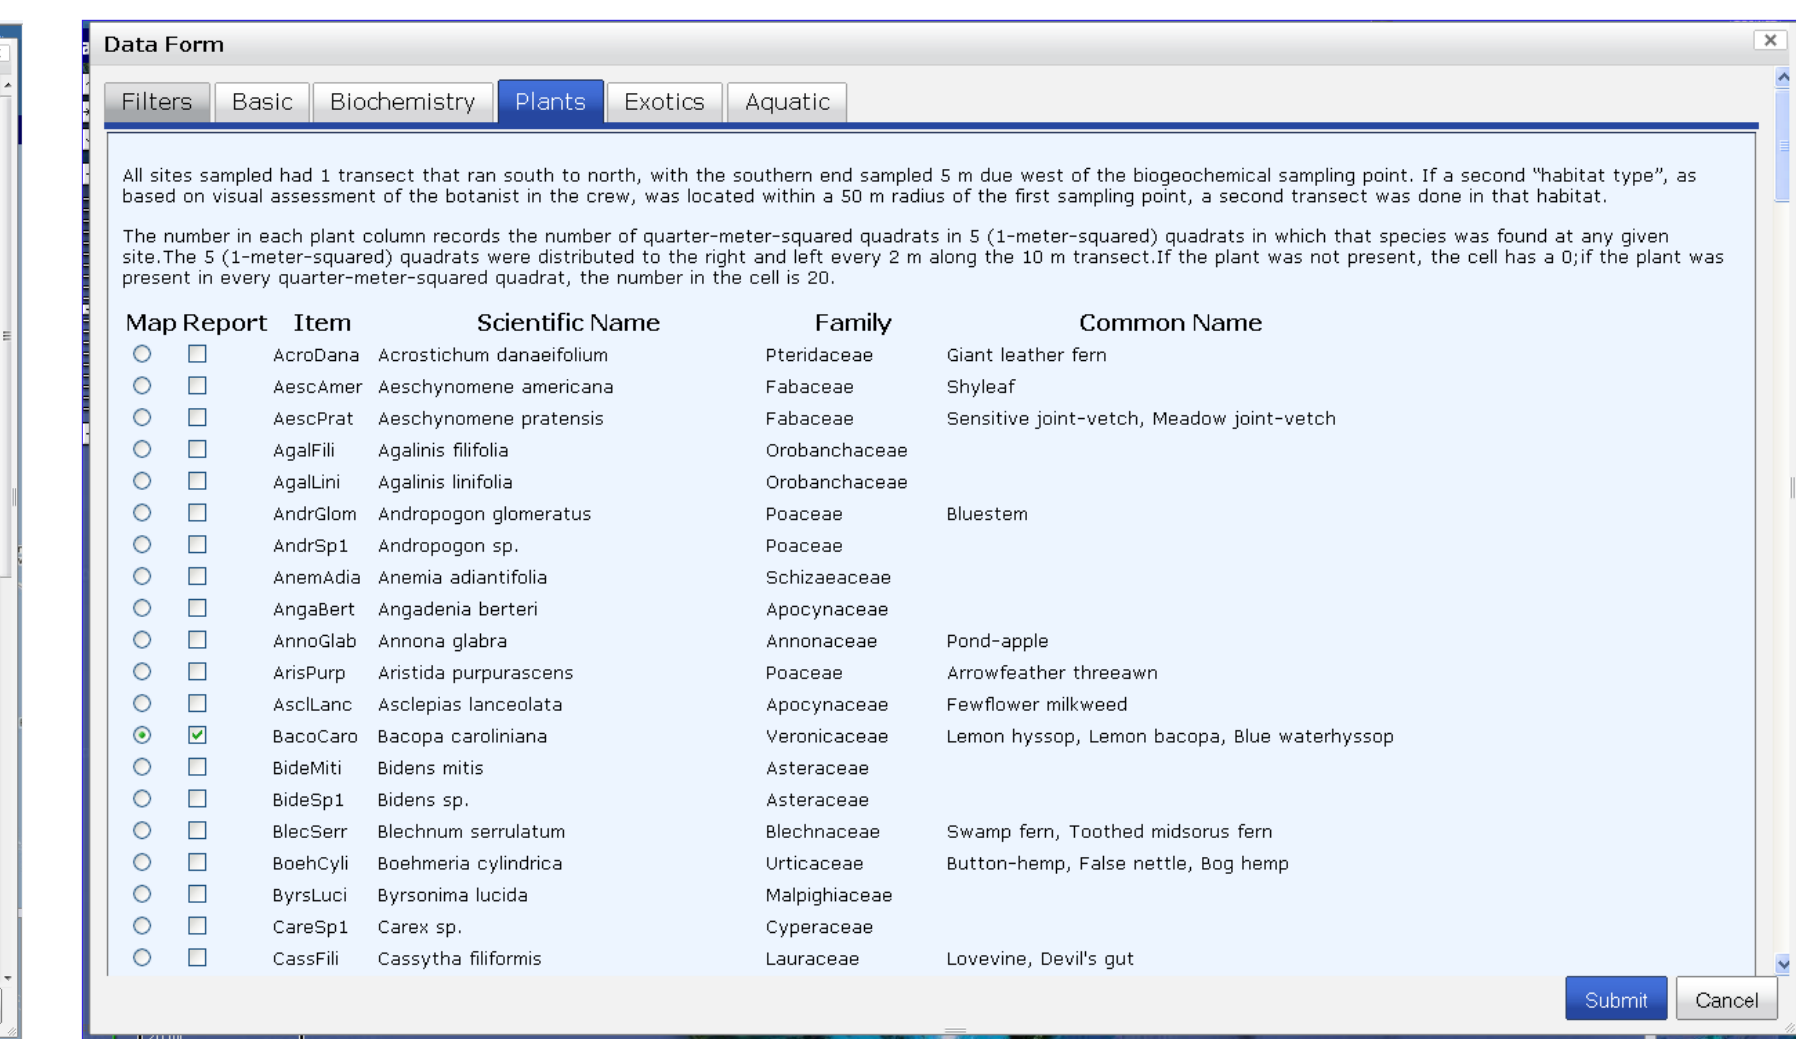 Data Form
Filters Basic Biochemistry Plants Exotics Aquatic
All sites sampled had 1 transect that ran south to north, with the southern end sampled 5 m due west of the biogeochemical sampling point. If a second “habitat type”, as
based on visual assessment of the botanist in the crew, was located within a 50 m radius of the first sampling point, a second transect was done in that habitat.
The number in each plant column records the number of quarter-meter-squared quadrats in 5 (1-meter-squared) quadrats in which that species was found at any given
site.The 5 (1-meter-squared) quadrats were distributed to the right and left every 2 m along the 10 m transect.If the plant was not present, the cell has a 0;if the plant was
present in every quarter-meter-squared quadrat, the number in the cell is 20.
Map Report Item Scientific Name Family Common Name
AcroDana Acrostichum danaeifolium Pteridaceae Giant leather fern
AescAmer Aeschynomene americana Fabaceae Shyleaf
AescPrat Aeschynomene pratensis Fabaceae Sensitive joint-vetch, Meadow joint-vetch
AgalFili Agalinis filifolia Orobanchaceae
AgalLini Agalinis linifolia Orobanchaceae
AndrGlom Andropogon glomeratus Poaceae Bluestem
AndrSp1 Andropogon sp. Poaceae
AnemAdia Anemia adiantifolia Schizaeaceae
AngaBert Angadenia berteri Apocynaceae
AnnoGlab Annona glabra Annonaceae Pond-apple
ArisPurp Aristida purpurascens Poaceae Arrowfeather threeawn
AsclLanc Asclepias lanceolata Apocynaceae Fewflower milkweed
BacoCaro Bacopa caroliniana Veronicaceae Lemon hyssop, Lemon bacopa, Blue waterhyssop
BideMiti Bidens mitis Asteraceae
BideSp1 Bidens sp. Asteraceae
BlecSerr Blechnum serrulatum Blechnaceae Swamp fern, Toothed midsorus fern
BoehCyli Boehmeria cylindrica Urticaceae Button-hemp, False nettle, Bog hemp
ByrsLuci Byrsonima lucida Malpighiaceae
CareSp1 Carex sp. Cyperaceae
CassFili Cassytha filiformis Lauraceae Lovevine, Devil's gut
Submit Cancel